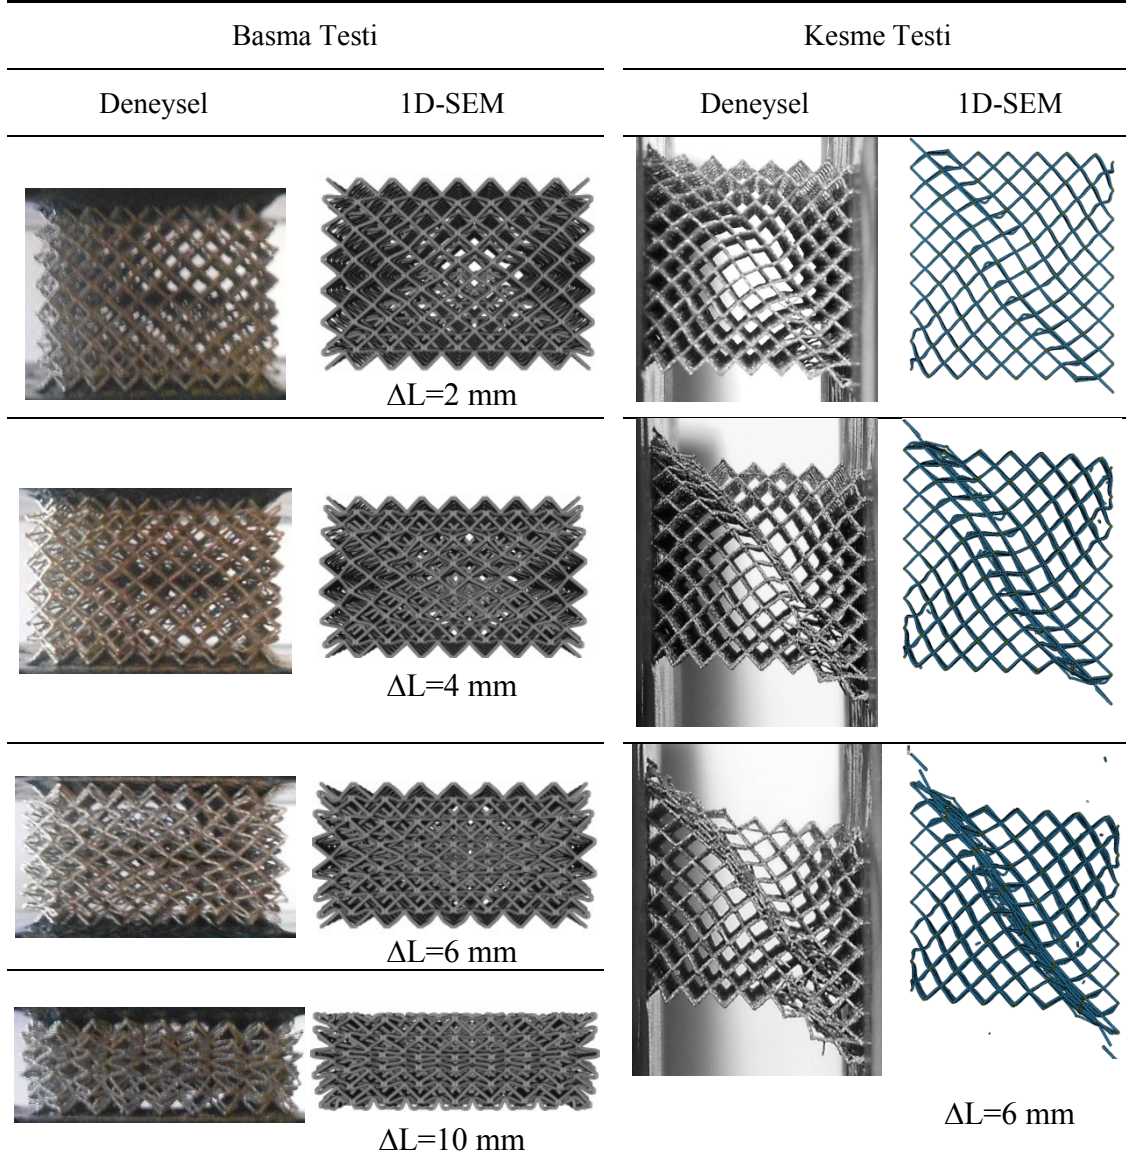 Basma Testi
Kesme Testi
Deneysel
1D-SEM
Deneysel
1D-SEM
ΔL=2 mm
ΔL=4 mm
ΔL=6 mm
ΔL=10 mm
ΔL=6 mm